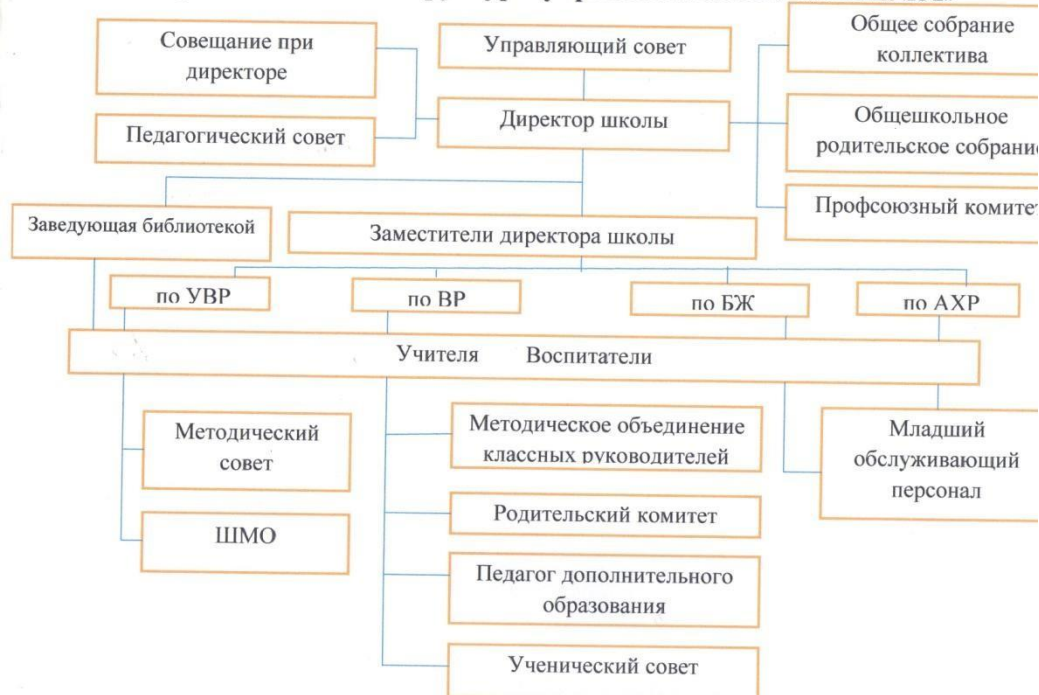 Совещание при
директоре
Управляющий совет
Общее собрание
коллектива
Педагогический совет
Директор школы
Общешкольное
родительское собрание
Профсоюзный комитет
Заведующая библиотекой
Заместители директора школы
по УВР
по ВР
по БЖ
по АХР
Учителя Воспитатели
Методический
совет
ШМО
Методическое объединение
классных руководителей
Родительский комитет
Педагог дополнительного
образования
Ученический совет
Младший
обслуживающий
персонал